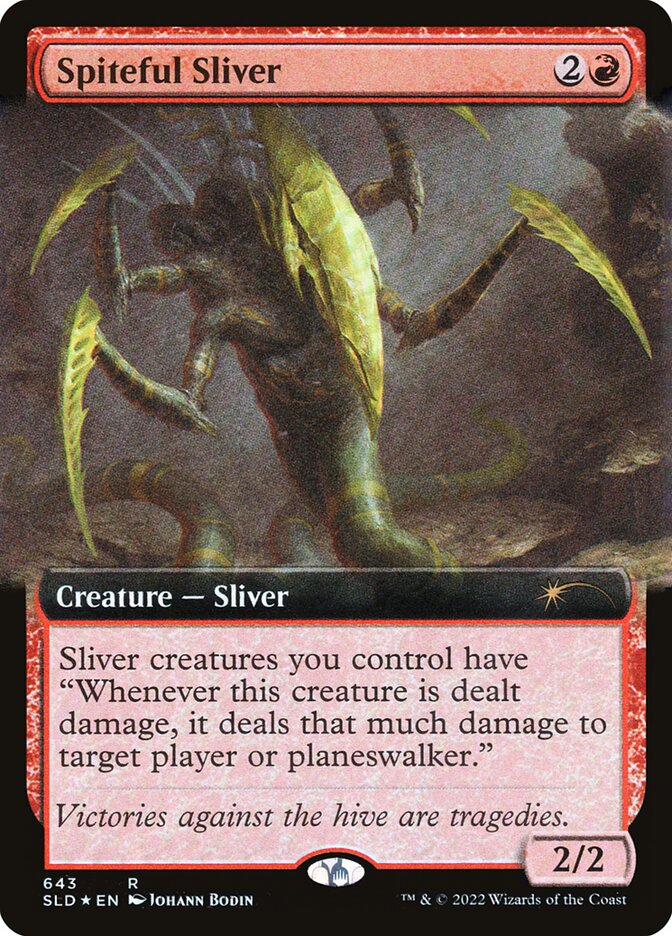 Spiteful Sliver 2
Creature — Sliver
Sliver creatures you control have
“Whenever this creature is dealt
damage, it deals that much damage to
target player or planeswalker.”
Victories against the hive are tragedies.
2/2
643 R
SLD ★ EN Johann Bodin
™ & © 2022 Wizards of the Coast